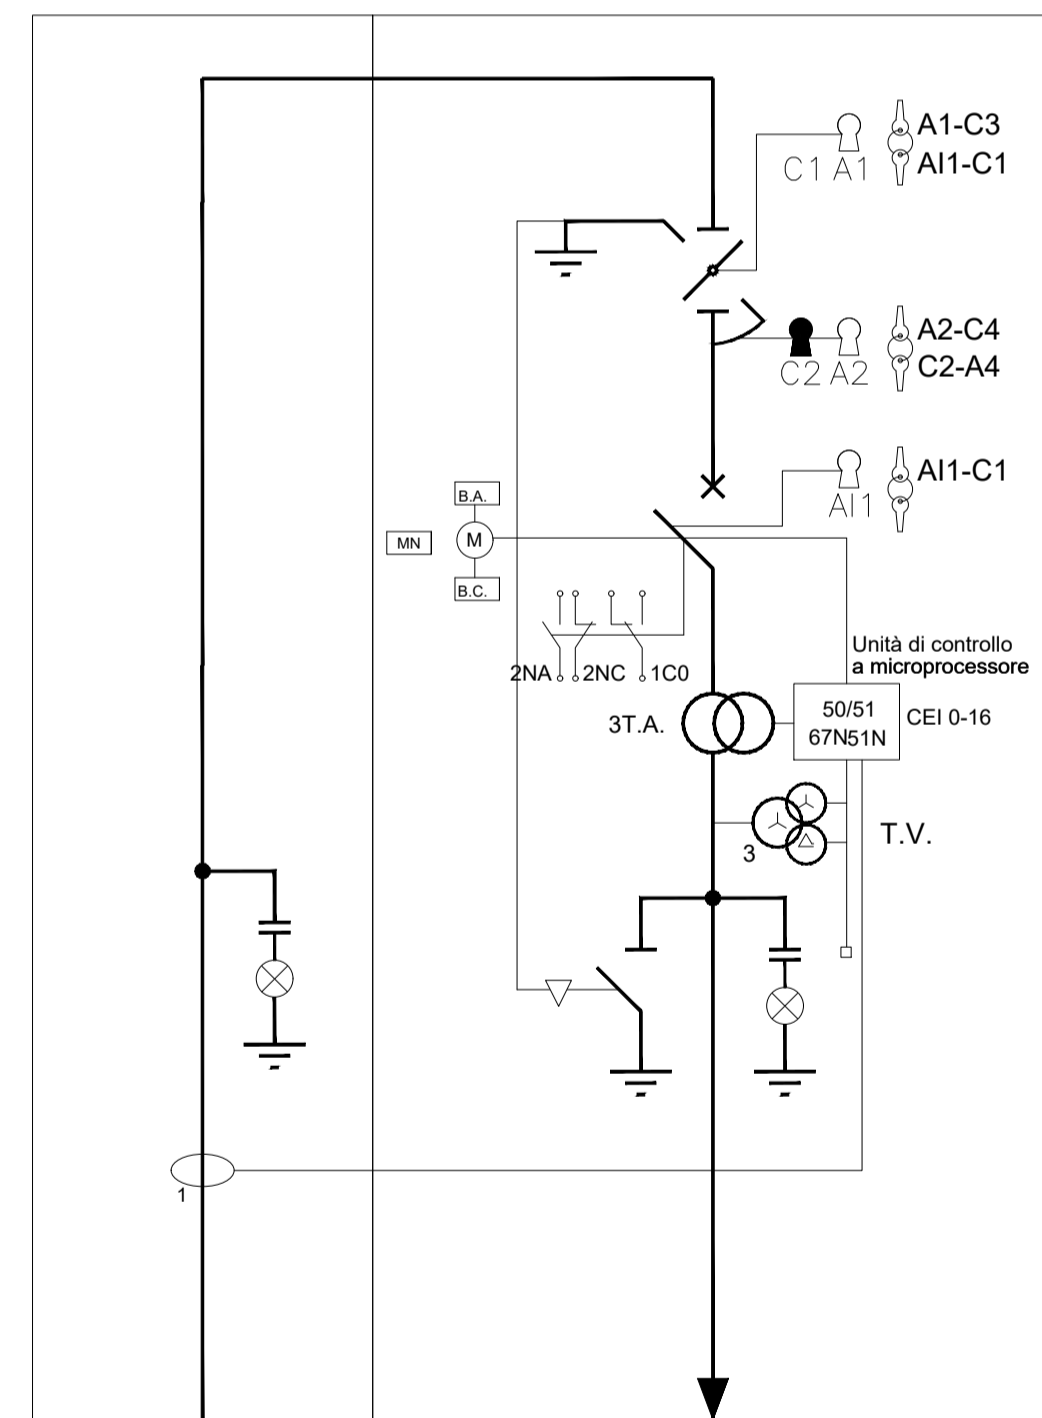 A1-C3
C1 A1
AI1-C1
A2-C4
C2 A2
C2-A4
AI1-C1
AI1
B.A.
MN
M
B.C.
Unità di controllo
a microprocessore
2NA
2NC
1C0
3T.A.
50/51
67N51N
CEI 0-16
T.V.
3
1